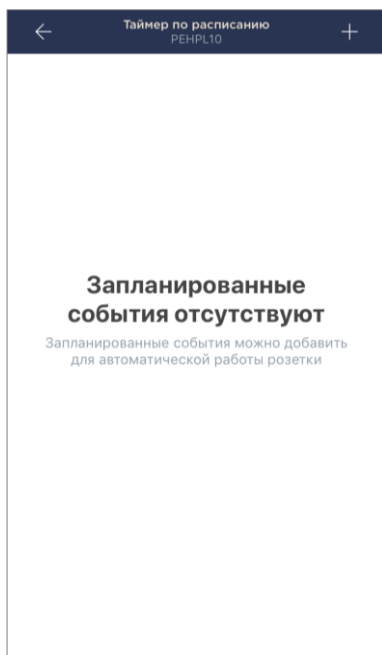 Таймер по расписанию
PEHPL10
Запланированные
события отсутствуют
Запланированные события можно добавить
для автоматической работы розетки